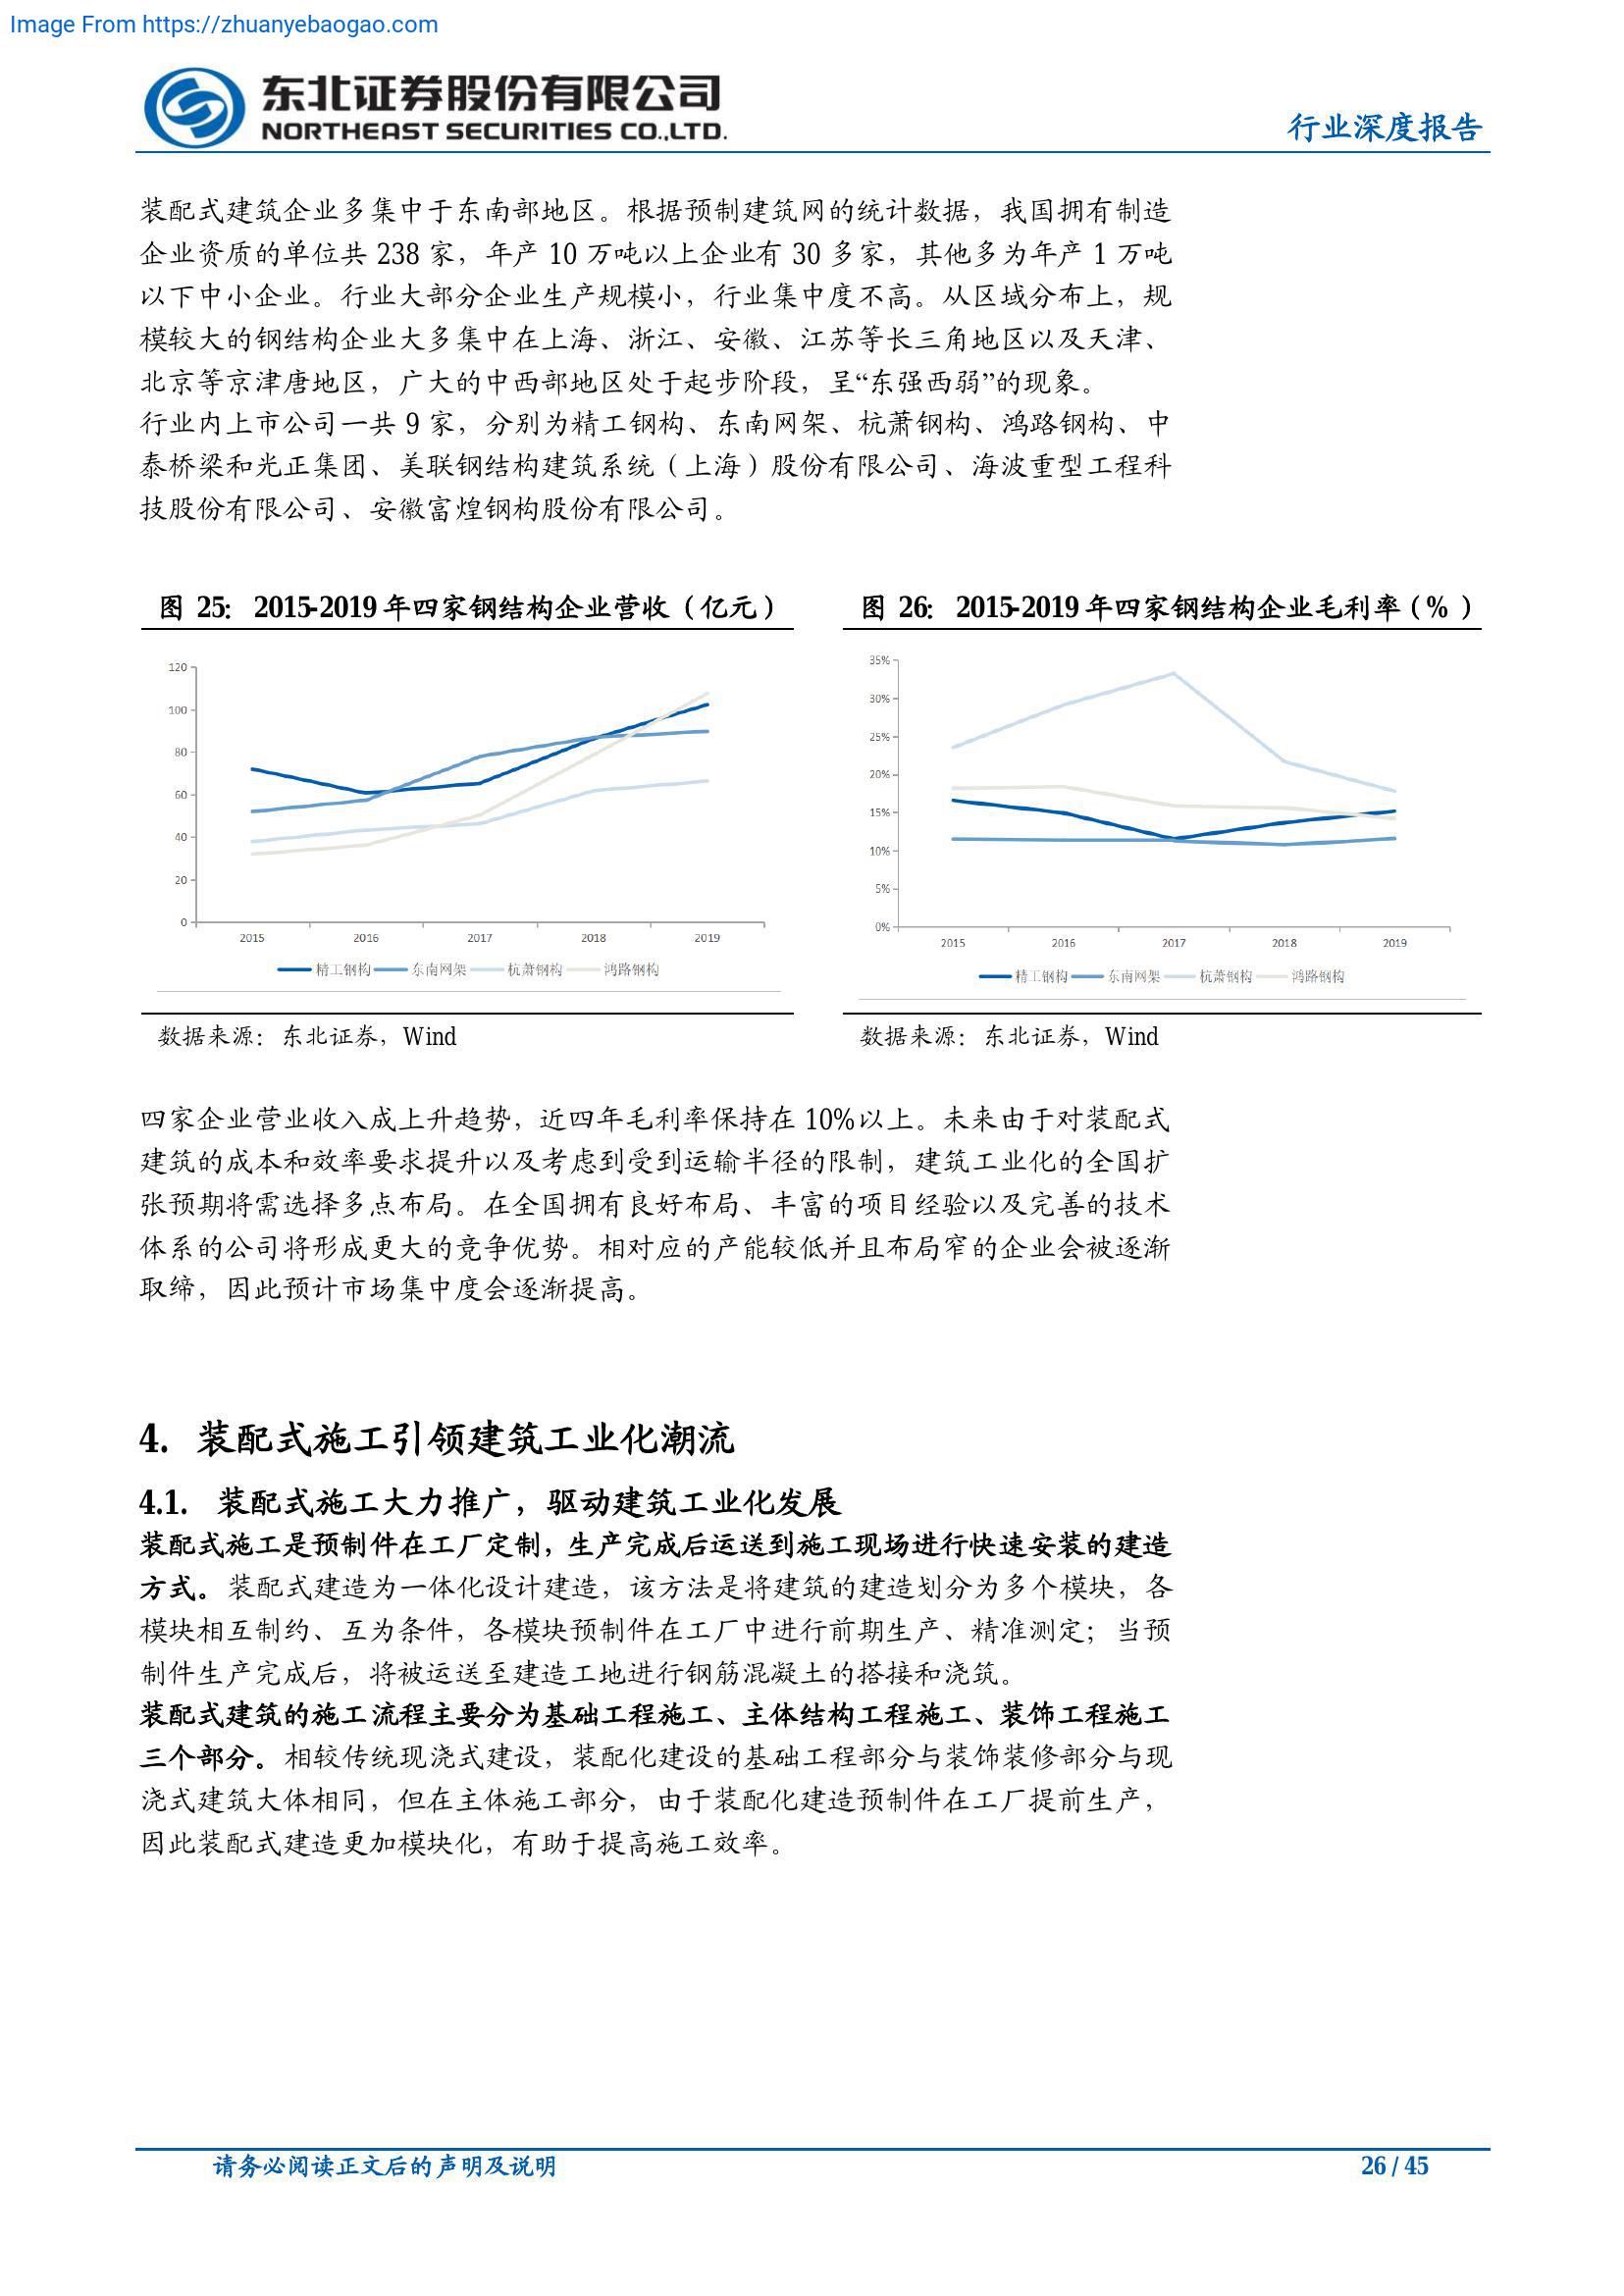 Image From https://zhuanyebaogao.com
东北证券股份有限公司
NORTHEAST SECURITIES CO.,LTD.
行业深度报告
装配式建筑企业多集中于东南部地区。根据预制建筑网的统计数据，我国拥有制造
企业资质的单位共 238 家，年产 10 万吨以上企业有 30 多家，其他多为年产 1 万吨
以下中小企业。行业大部分企业生产规模小，行业集中度不高。从区域分布上，规
模较大的钢结构企业大多集中在上海、浙江、安徽、江苏等长三角地区以及天津、
北京等京津唐地区，广大的中西部地区处于起步阶段，呈“东强西弱”的现象。
行业内上市公司一共 9 家，分别为精工钢构、东南网架、杭萧钢构、鸿路钢构、中
泰桥梁和光正集团、美联钢结构建筑系统（上海）股份有限公司、海波重型工程科
技股份有限公司、安徽富煌钢构股份有限公司。
图 25: 2015-2019 年四家钢结构企业营收（亿元）
120
100
80
60
40
20
0
2015 2016 2017 2018 2019
精工钢构 东南网架 杭萧钢构 鸿路钢构
数据来源：东北证券，Wind
图 26: 2015-2019 年四家钢结构企业毛利率（%）
35%
30%
25%
20%
15%
10%
5%
0%
2015 2016 2017 2018 2019
精工钢构 东南网架 杭萧钢构 鸿路钢构
数据来源：东北证券，Wind
四家企业营业收入成上升趋势，近四年毛利率保持在 10%以上。未来由于对装配式
建筑的成本和效率要求提升以及考虑到受到运输半径的限制，建筑工业化的全国扩
张预期将需选择多点布局。在全国拥有良好布局、丰富的项目经验以及完善的技术
体系的公司将形成更大的竞争优势。相对应的产能较低并且布局窄的企业会被逐渐
取缔，因此预计市场集中度会逐渐提高。
4. 装配式施工引领建筑工业化潮流
4.1. 装配式施工大力推广，驱动建筑工业化发展
装配式施工是预制件在工厂定制，生产完成后运送到施工现场进行快速安装的建造
方式。装配式建造为一体化设计建造，该方法是将建筑的建造划分为多个模块，各
模块相互制约、互为条件，各模块预制件在工厂中进行前期生产、精准测定；当预
制件生产完成后，将被运送至建造工地进行钢筋混凝土的搭接和浇筑。
装配式建筑的施工流程主要分为基础工程施工、主体结构工程施工、装饰工程施工
三个部分。相较传统现浇式建设，装配化建设的基础工程部分与装饰装修部分与现
浇式建筑大体相同，但在主体施工部分，由于装配化建造预制件在工厂提前生产，
因此装配式建造更加模块化，有助于提高施工效率。
请务必阅读正文后的声明及说明
26 / 45